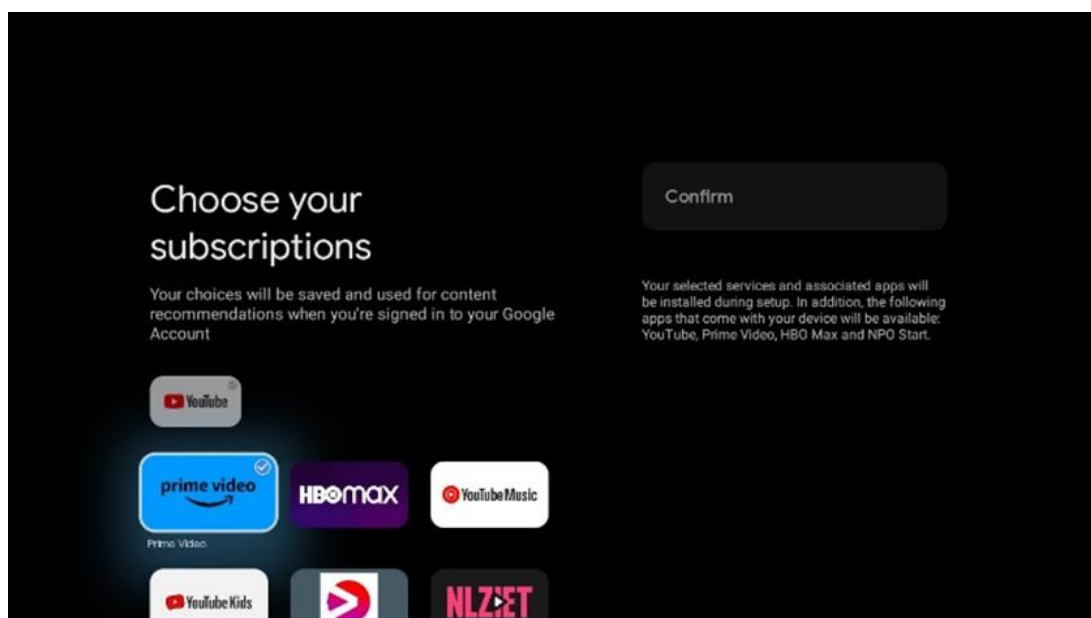 Choose your
subscriptions
Your choices will be saved and used for content
recommendations when you're signed in to your Google
Account
YouTube
prime video
HBOmax
YouTube Music
Prime Video
YouTube Kids
NLZIET
Confirm
Your selected services and associated apps will
be installed during setup. In addition, the following
apps that come with your device will be available:
YouTube, Prime Video, HBO Max and NPO Start.